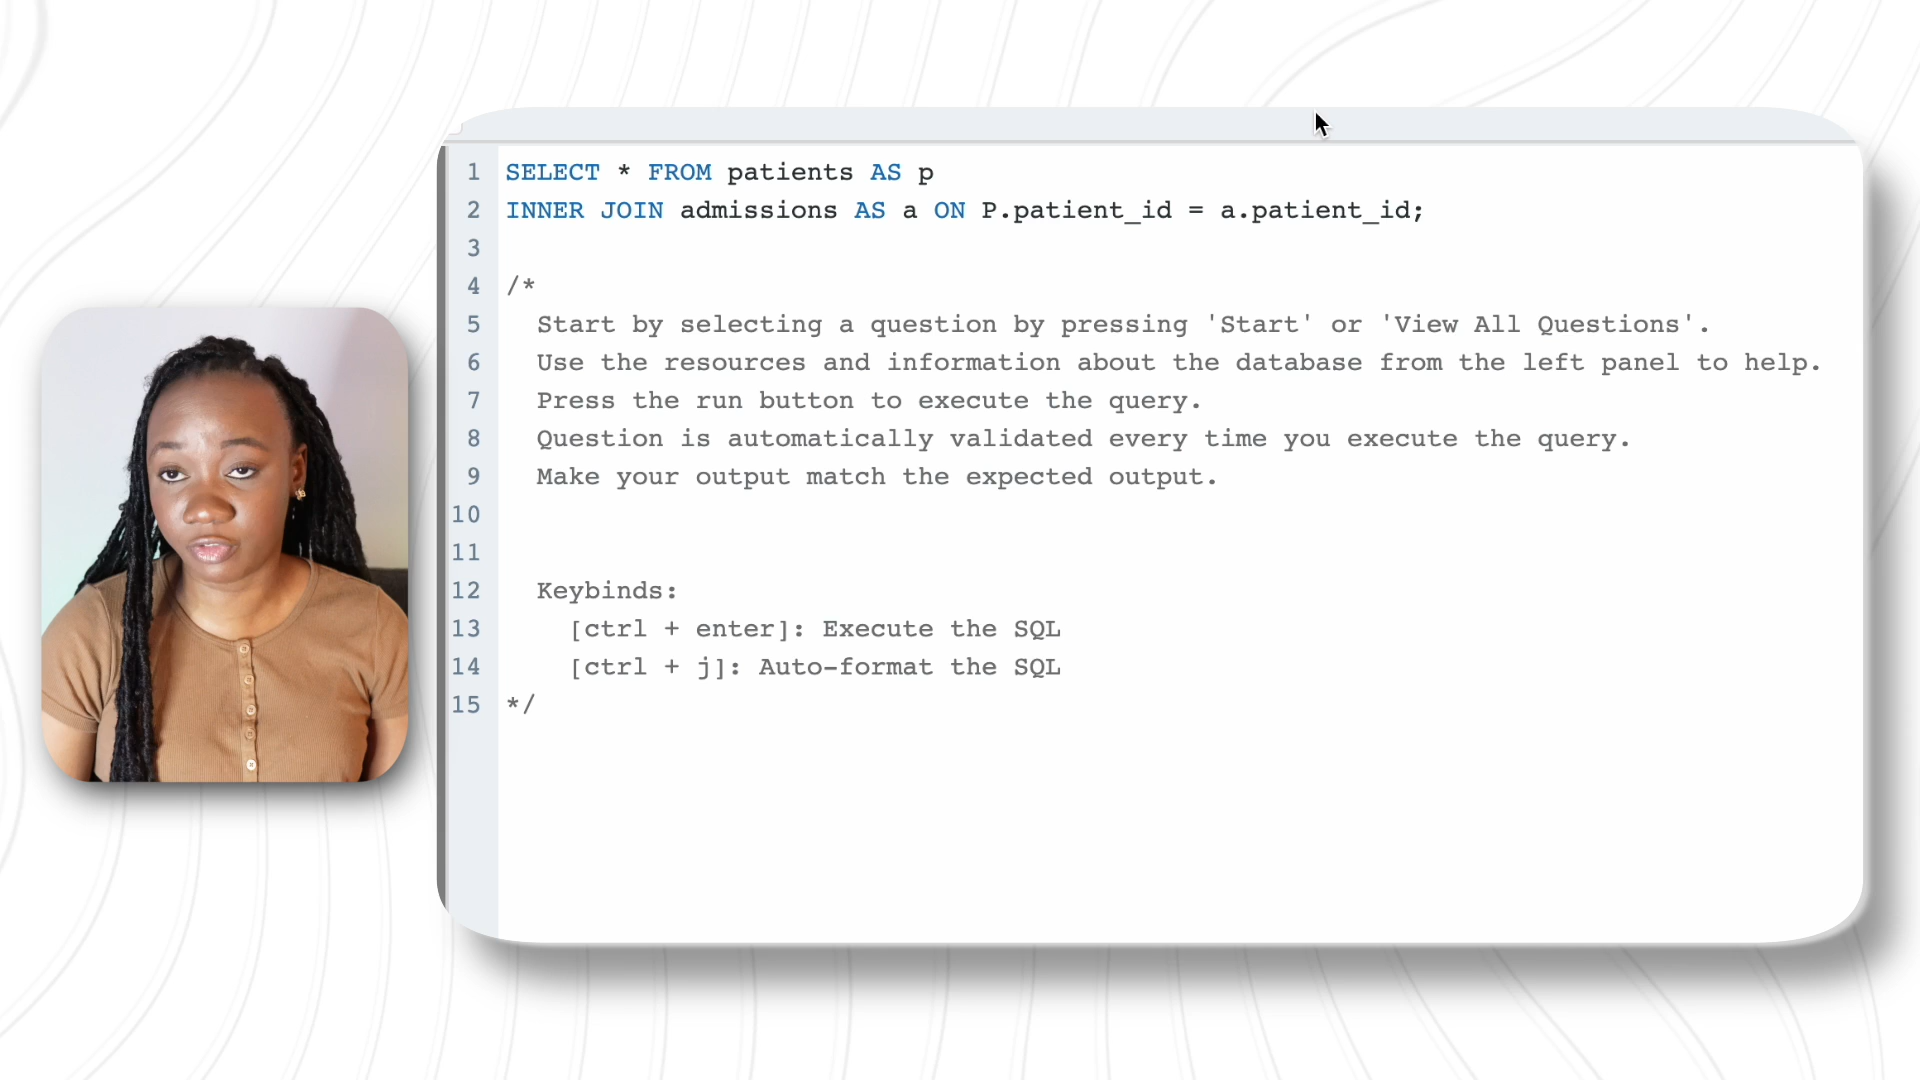 1 SELECT * FROM patients AS p
2 INNER JOIN admissions AS a ON P.patient_id = a.patient_id;
3
4 /*
5 Start by selecting a question by pressing 'Start' or 'View All Questions'.
6 Use the resources and information about the database from the left panel to help.
7 Press the run button to execute the query.
8 Question is automatically validated every time you execute the query.
9 Make your output match the expected output.
10
11
12 Keybinds:
13 [ctrl + enter]: Execute the SQL
14 [ctrl + j]: Auto-format the SQL
15 */